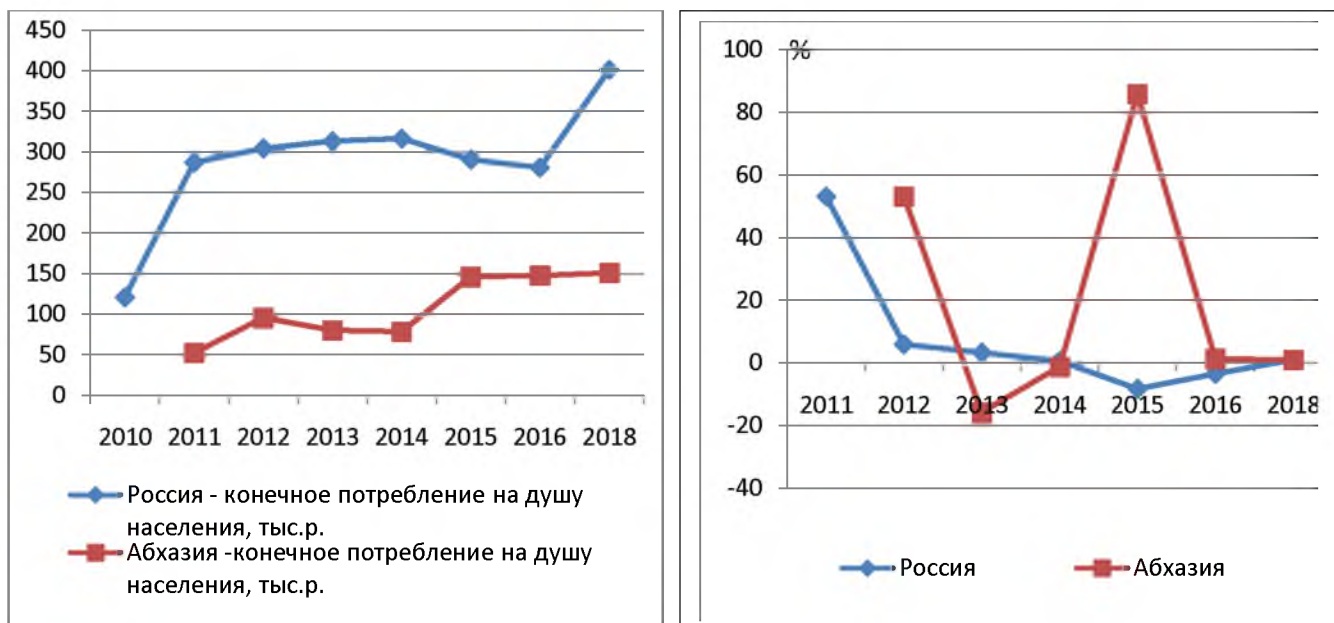 450
400
350
300
250
200
150
100
50
0
2010 2011 2012 2013 2014 2015 2016 2018
Россия - конечное потребление на душу
населения, тыс.р.
Абхазия -конечное потребление на душу
населения, тыс.р.
%
100
80
60
40
20
0
-20
-40
2011 2012 2013 2014 2015 2016 2018
Россия Абхазия